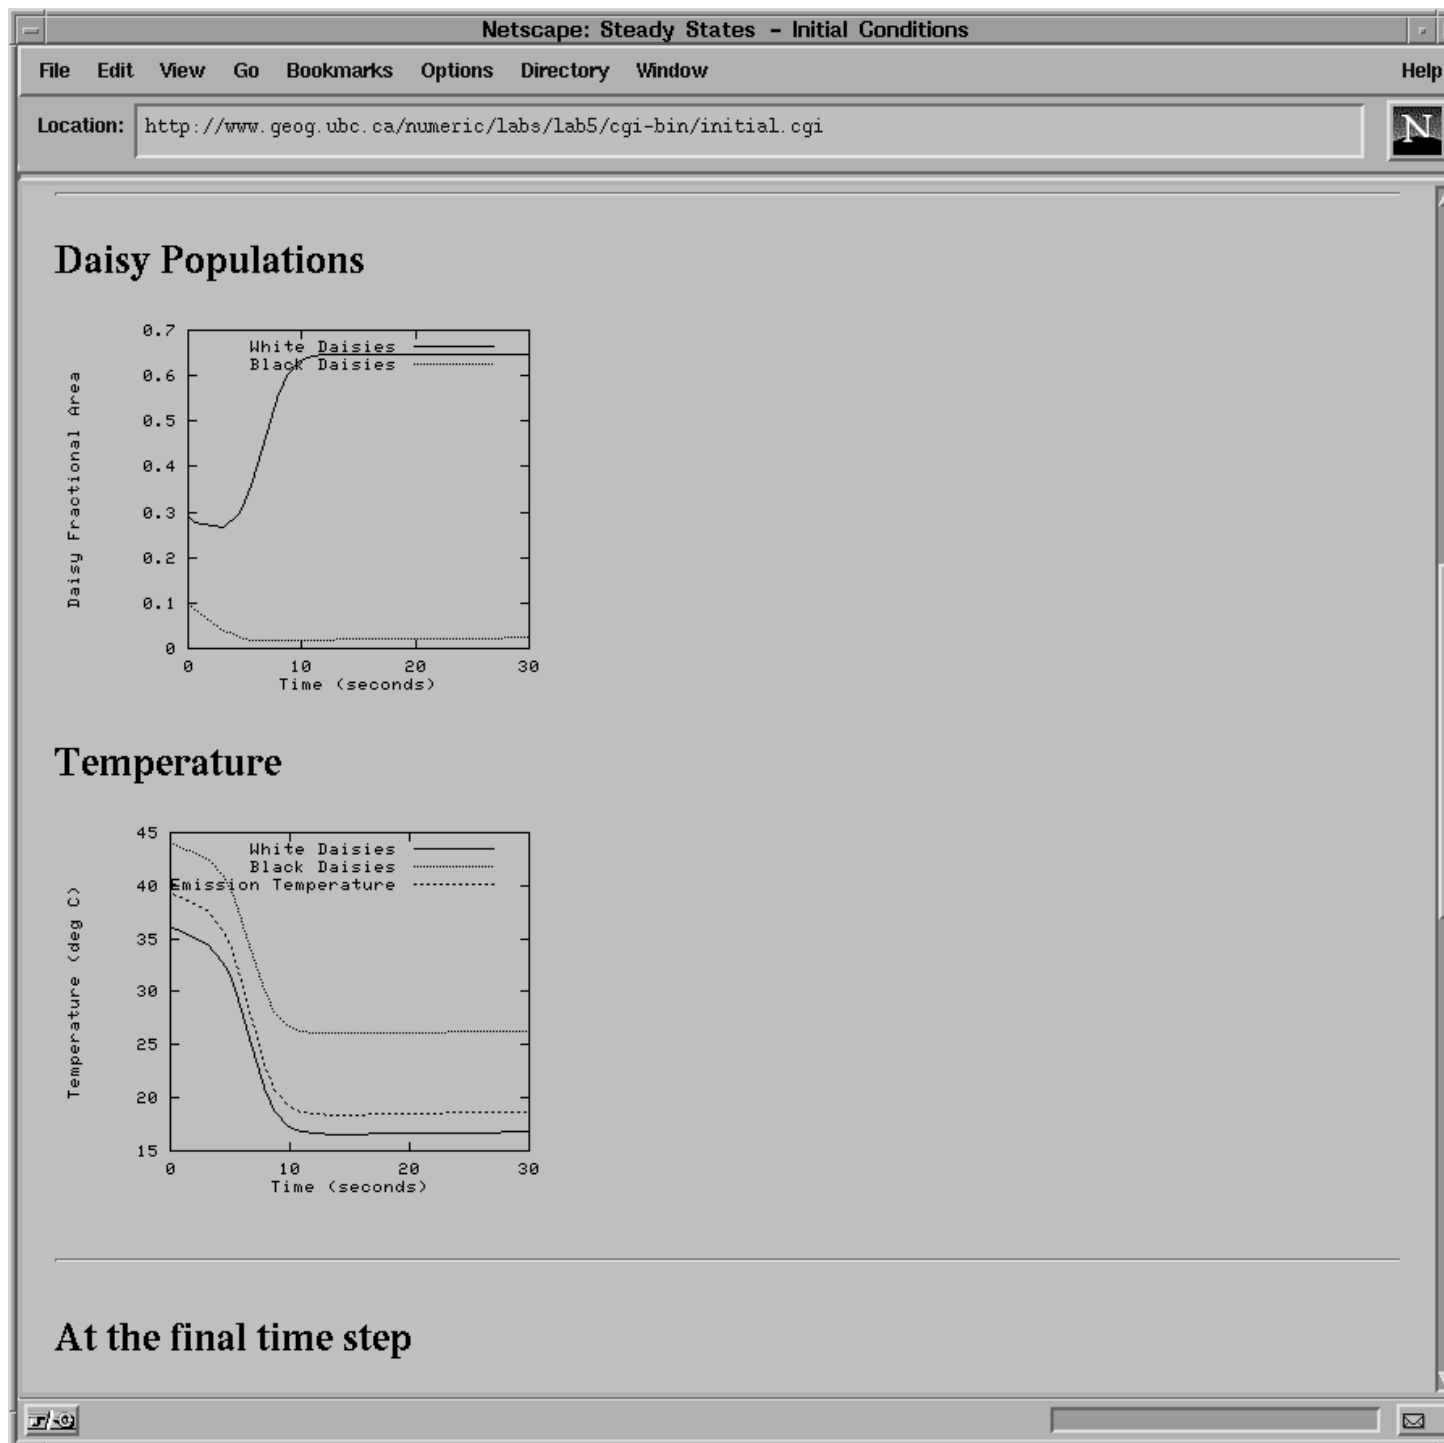 Netscape: Steady States - Initial Conditions
File Edit View Go Bookmarks Options Directory Window Help
Location: http://www.geog.ubc.ca/numeric/labs/lab5/cgi-bin/initial.cgi
N
Daisy Populations
0.7
White Daisies
Black Daisies
0.6
0.5
0.4
0.3
0.2
0.1
0
Daisy Fractional Area
0 10 20 30
Time (seconds)
Temperature
45
White Daisies
Black Daisies
40 Emission Temperature
35
30
25
20
15
Temperature (deg C)
0 10 20 30
Time (seconds)
At the final time step